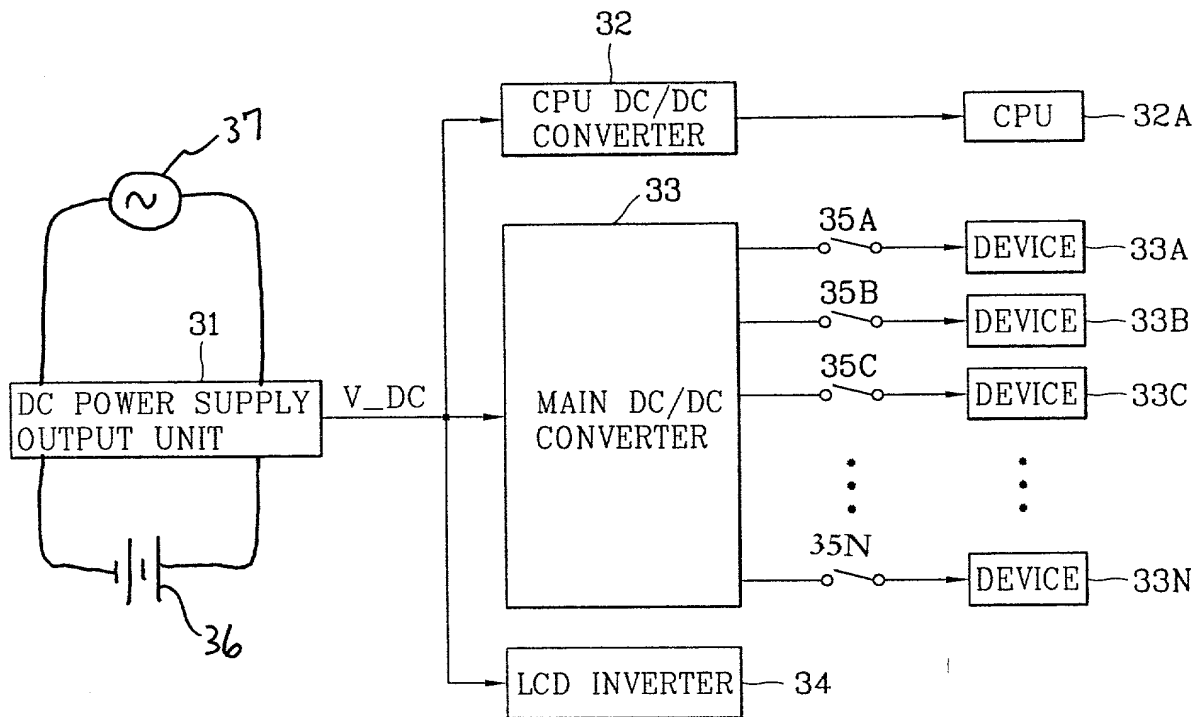 32
CPU DC/DC
CONVERTER
CPU
32A
37
~
33
35A
DEVICE
33A
35B
DEVICE
33B
31
35C
DEVICE
33C
DC POWER SUPPLY
OUTPUT UNIT
V_DC
MAIN DC/DC
CONVERTER
35N
DEVICE
33N
36
LCD INVERTER
34